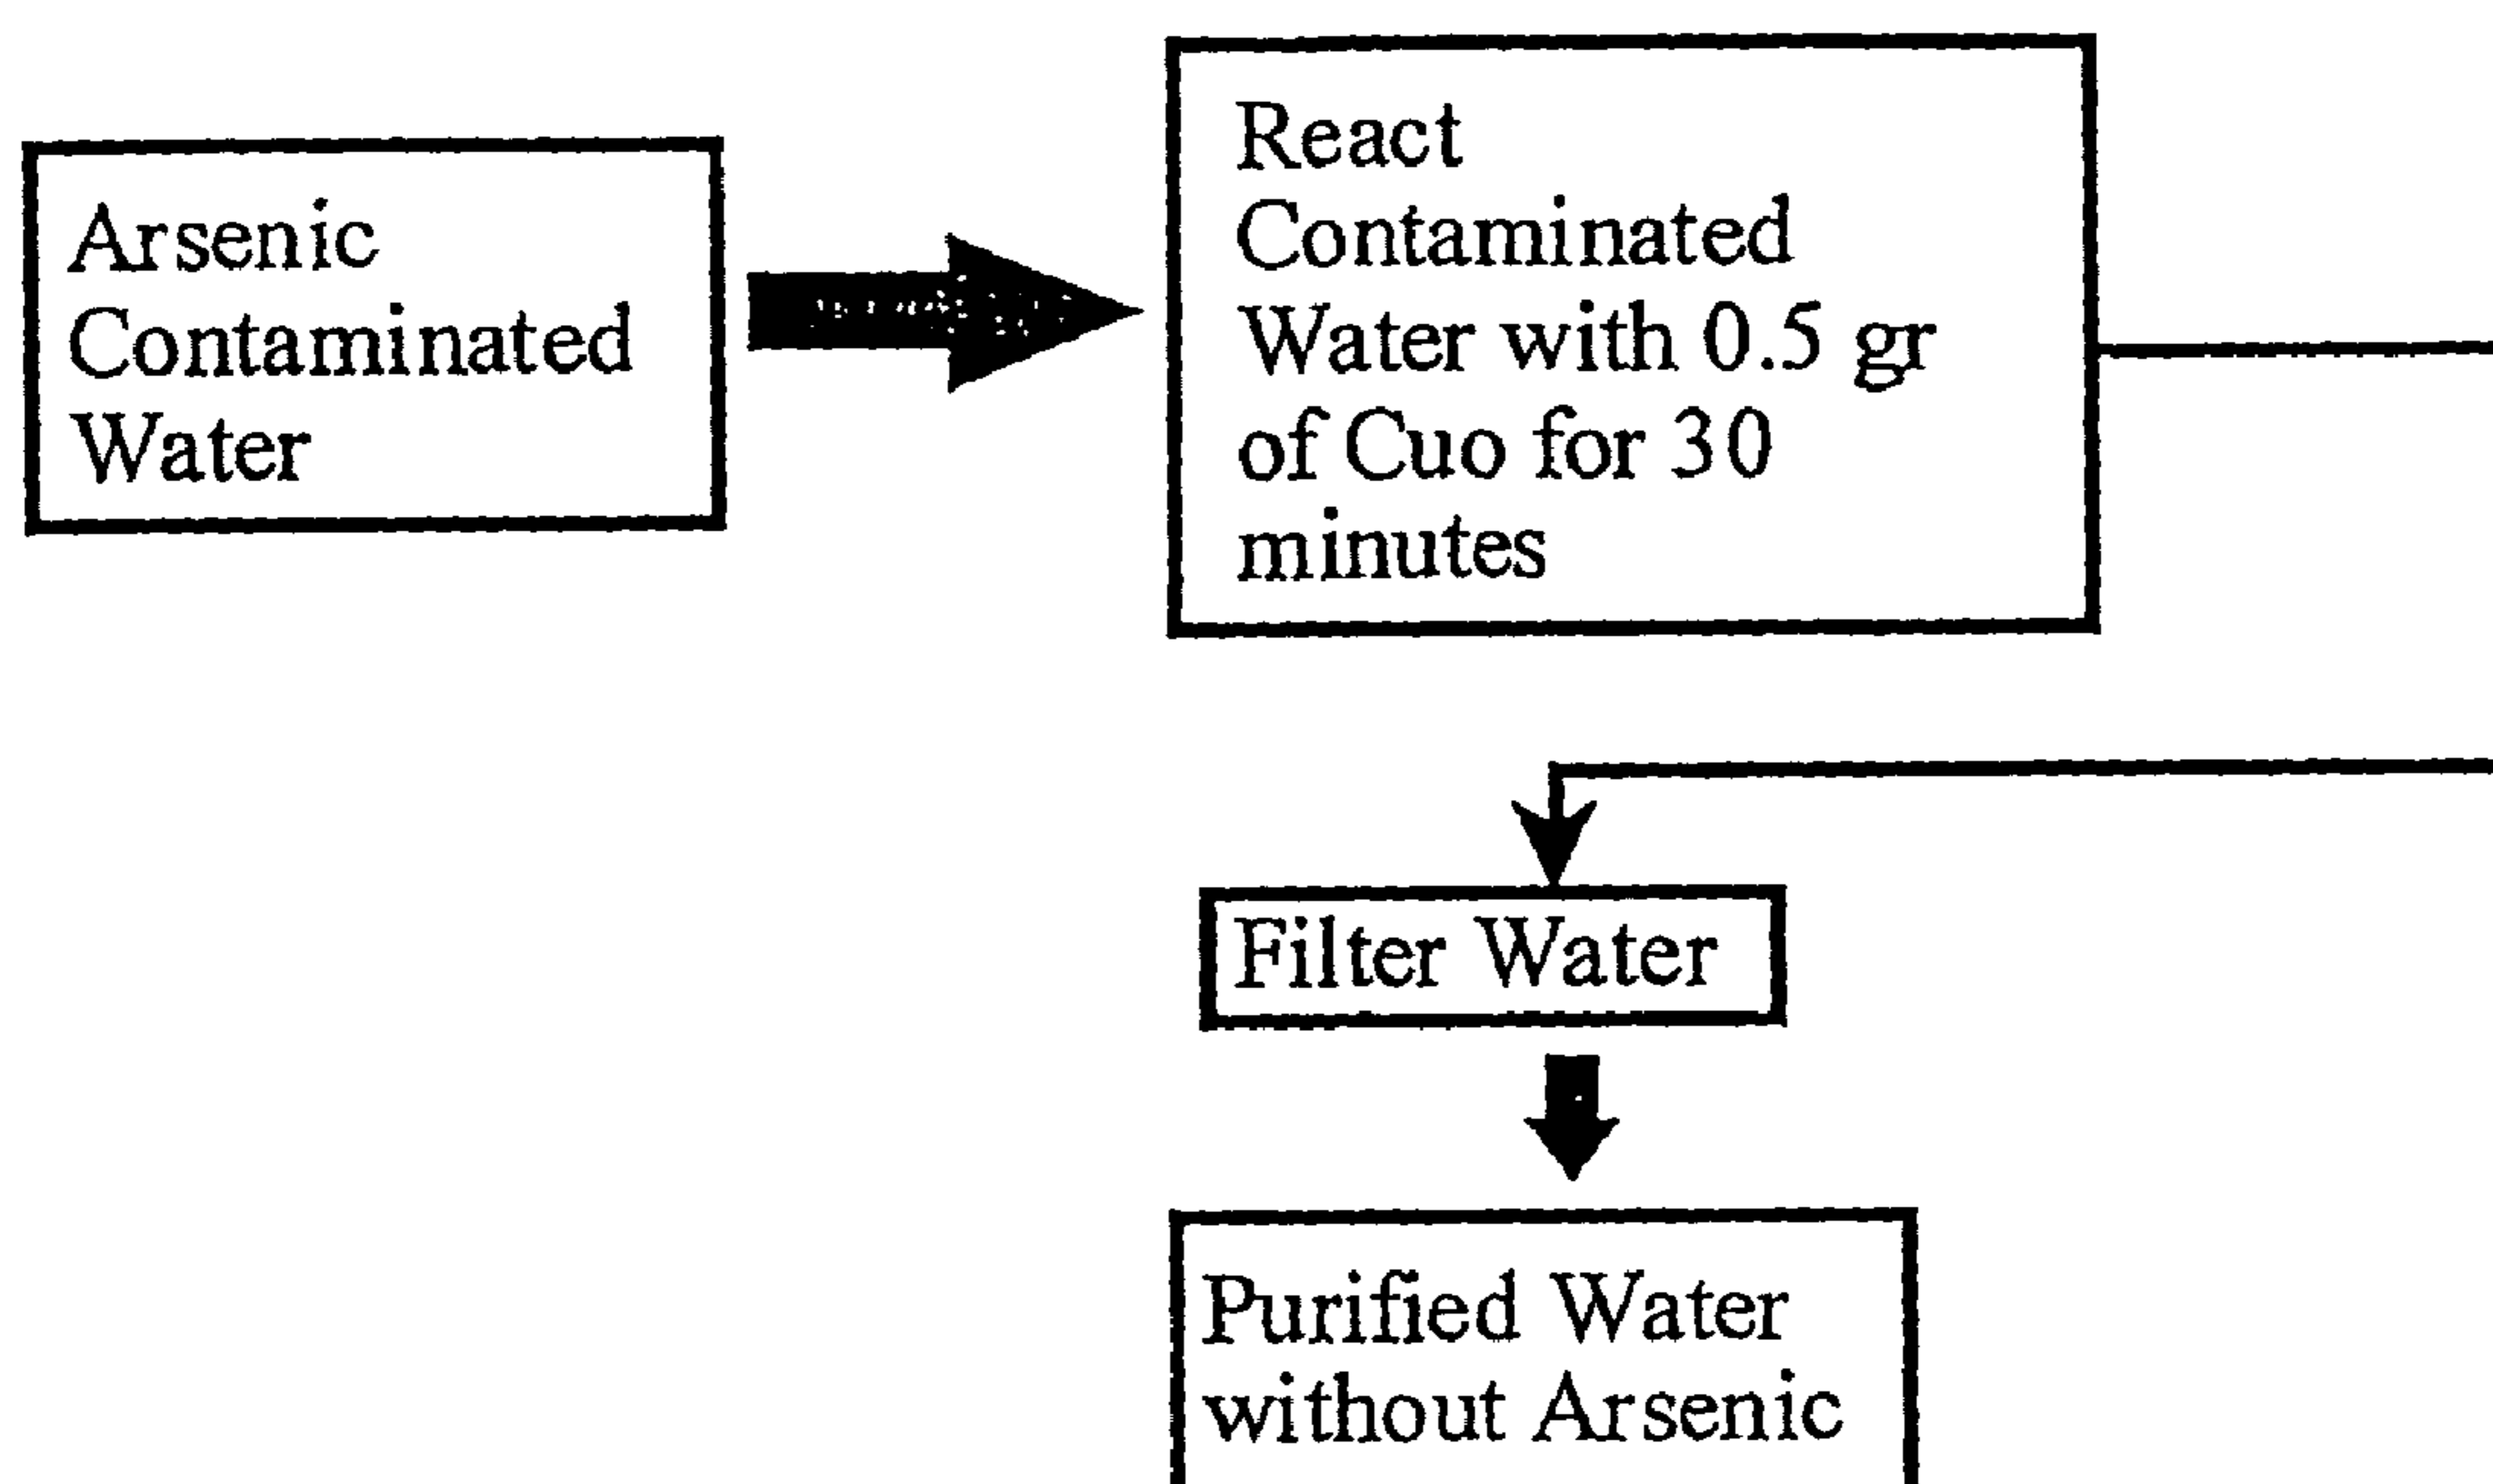 Arsenic
Contaminated
Water
React
Contaminated
Water with 0.5 gr
of Cuo for 30
minutes
Filter Water
Purified Water
without Arsenic